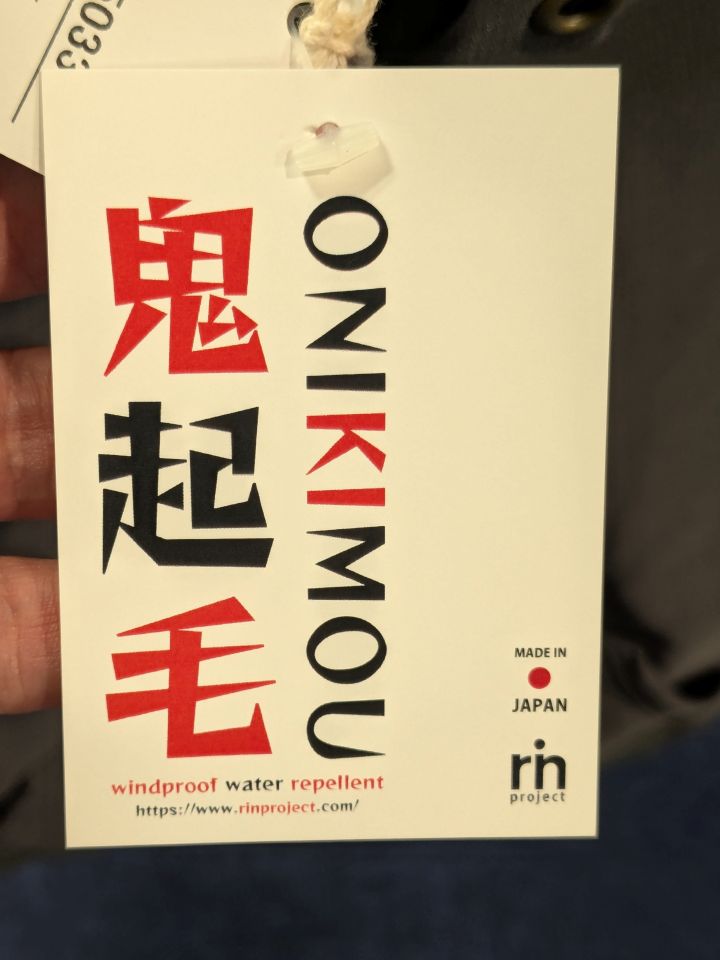 鬼起毛
ONIKIMOU
windproof water repellent
https://www.rinproject.com/
MADE IN
JAPAN
rin
project